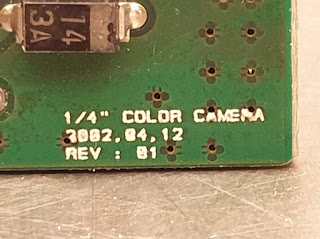 14
3A
1/4" COLOR CAMERA
2002.04.12
REV : 01